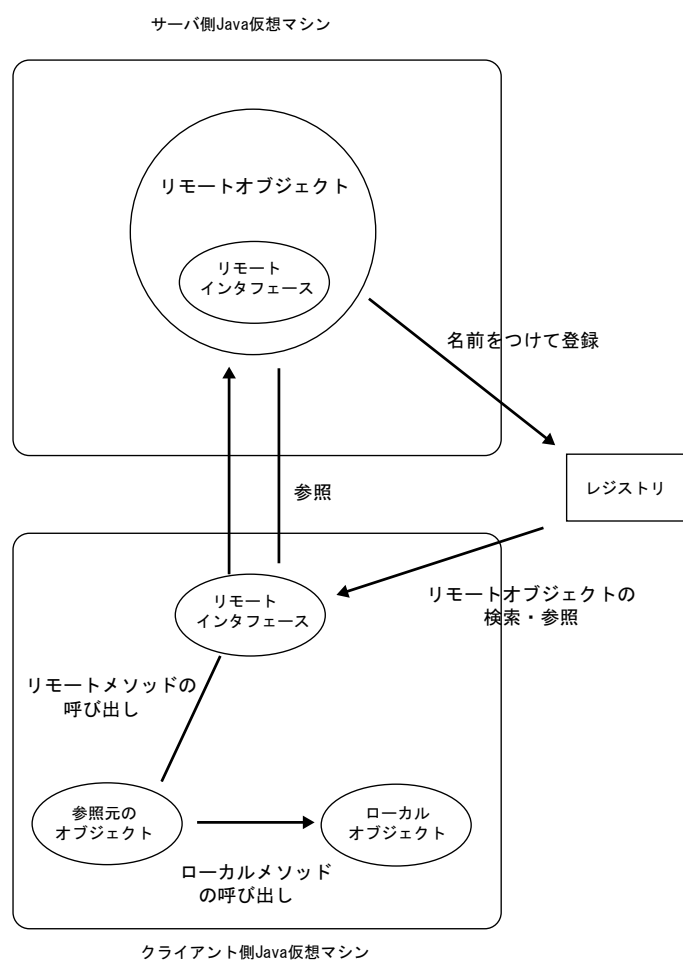 サーバ側Java仮想マシン
リモートオブジェクト
リモート
インタフェース
名前をつけて登録
参照
レジストリ
リモート
インタフェース
リモートオブジェクトの
検索・参照
リモートメソッドの
呼び出し
参照元の
オブジェクト
ローカル
オブジェクト
ローカルメソッド
の呼び出し
クライアント側Java仮想マシン